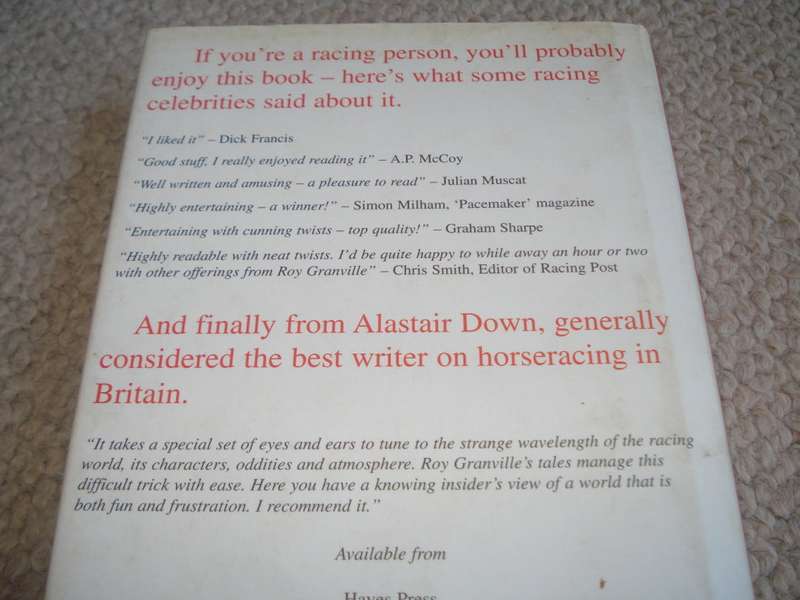 If you`re a racing person, you'll probably
enjoy this book – here's what some racing
celebrities said about it.
"I liked it" – Dick Francis
"Good stuff. I really enjoyed reading it" – A.P. McCoy
"Well written and amusing – a pleasure to read" – Julian Muscat
"Highly entertaining – a winner!" – Simon Milham, 'Pacemaker' magazine
"Entertaining with cunning twists – top quality!" – Graham Sharpe
"Highly readable with neat twists. I'd be quite happy to while away an hour or two
with other offerings from Roy Granville" – Chris Smith, Editor of Racing Post
And finally from Alastair Down, generally
considered the best writer on horseracing in
Britain.
"It takes a special set of eyes and ears to tune to the strange wavelength of the racing
world, its characters, oddities and atmosphere. Roy Granville's tales manage this
difficult trick with ease. Here you have a knowing insider's view of a world that is
both fun and frustration. I recommend it."
Available from
Hayes Press